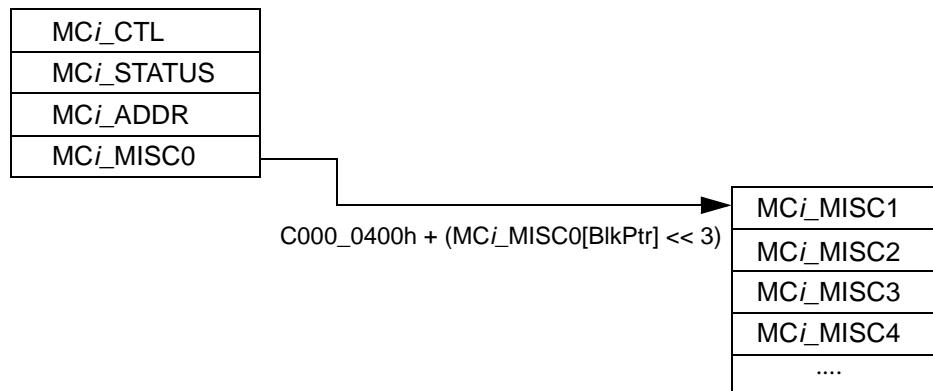 MCi_CTL
MCi_STATUS
MCi_ADDR
MCi_MISC0
C000_0400h + (MCi_MISC0[BlkPtr] << 3)
MCi_MISC1
MCi_MISC2
MCi_MISC3
MCi_MISC4
....